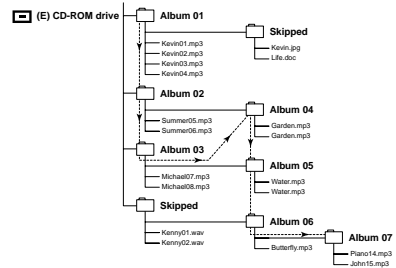 (E) CD-ROM drive
Album 01
Kevin01.mp3
Kevin02.mp3
Kevin03.mp3
Kevin04.mp3
Skipped
Kevin.jpg
Life.doc
Album 02
Summer05.mp3
Summer06.mp3
Album 04
Garden.mp3
Garden.mp3
Album 03
Michael07.mp3
Michael08.mp3
Album 05
Water.mp3
Water.mp3
Skipped
Kenny01.wav
Kenny02.wav
Album 06
Butterfly.mp3
Album 07
Piano14.mp3
John15.mp3